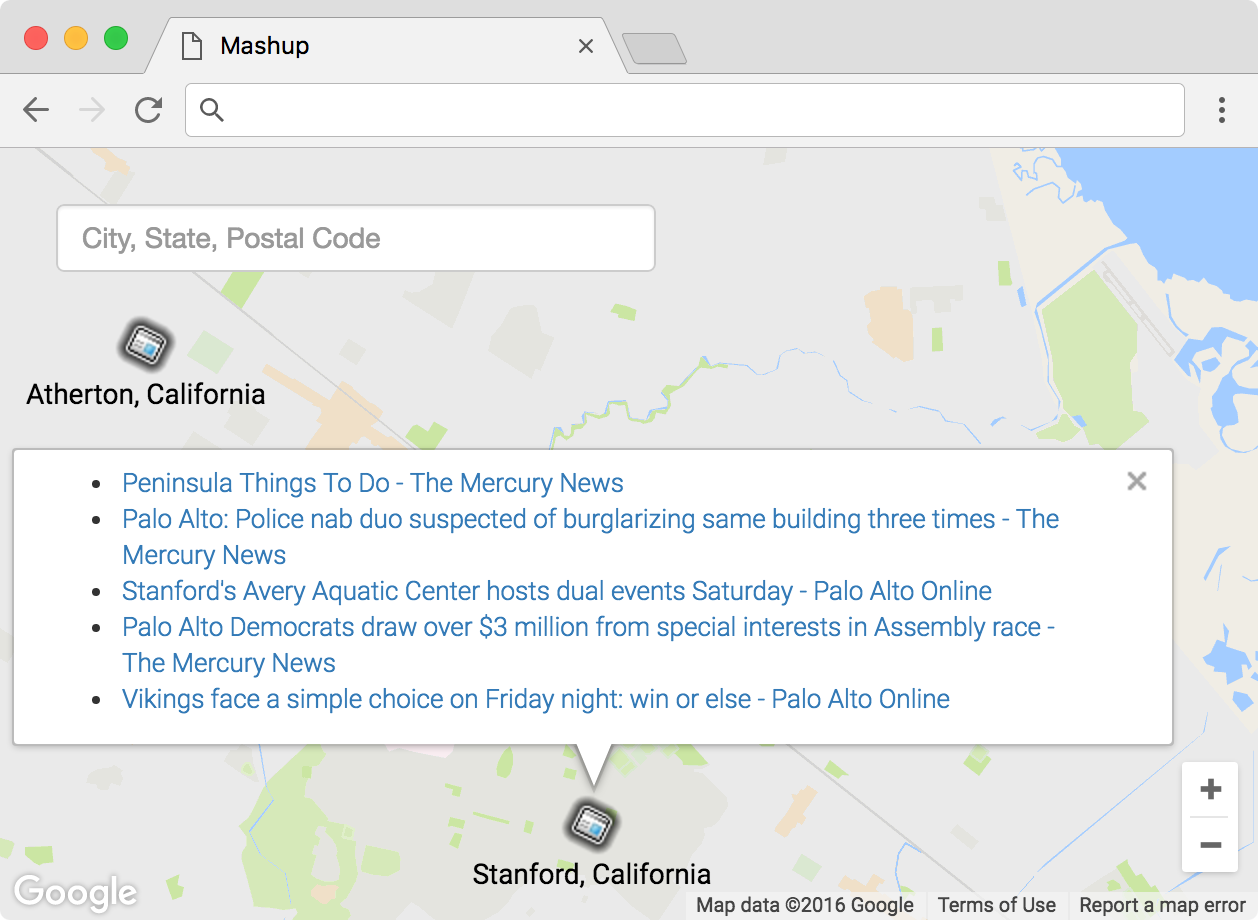 Mashup
City, State, Postal Code
Atherton, California
Peninsula Things To Do - The Mercury News
Palo Alto: Police nab duo suspected of burglarizing same building three times - The
Mercury News
Stanford's Avery Aquatic Center hosts dual events Saturday - Palo Alto Online
Palo Alto Democrats draw over $3 million from special interests in Assembly race -
The Mercury News
Vikings face a simple choice on Friday night: win or else - Palo Alto Online
Stanford, California
Google
Map data ©2016 Google Terms of Use Report a map error